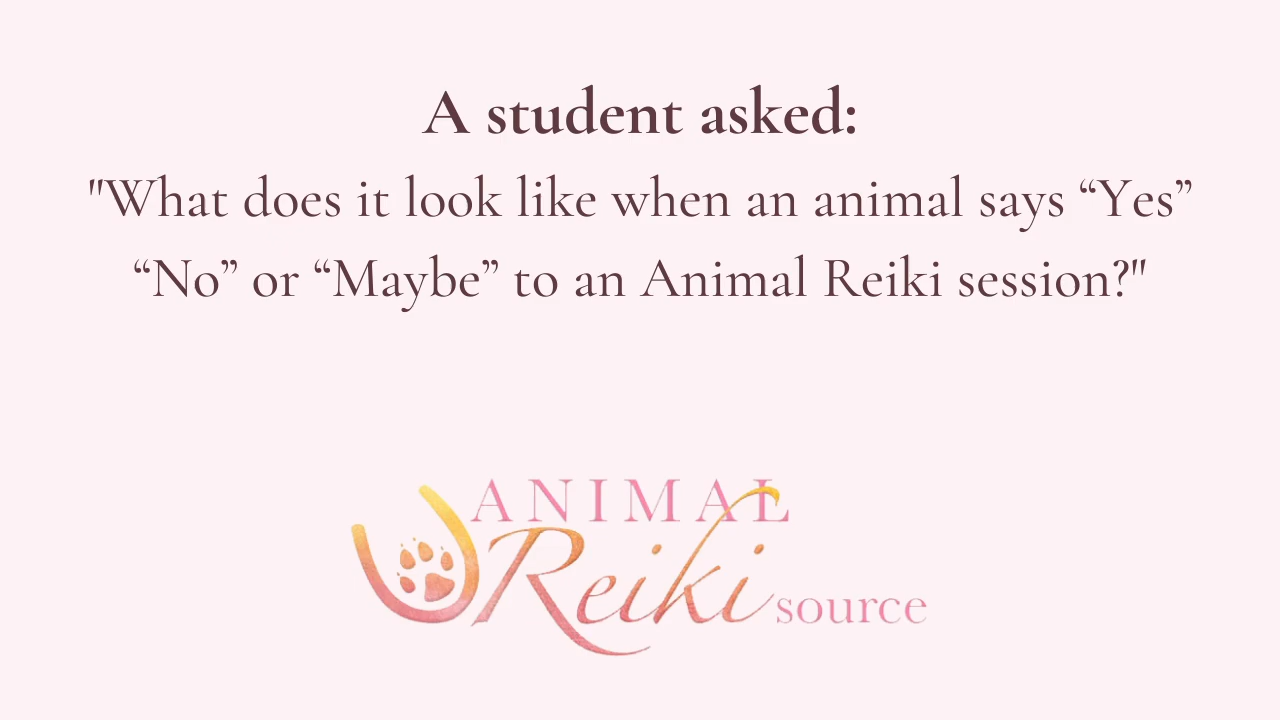 A student asked:
"What does it look like when an animal says “Yes”
“No” or “Maybe” to an Animal Reiki session?"
ANIMAL
Reiki source